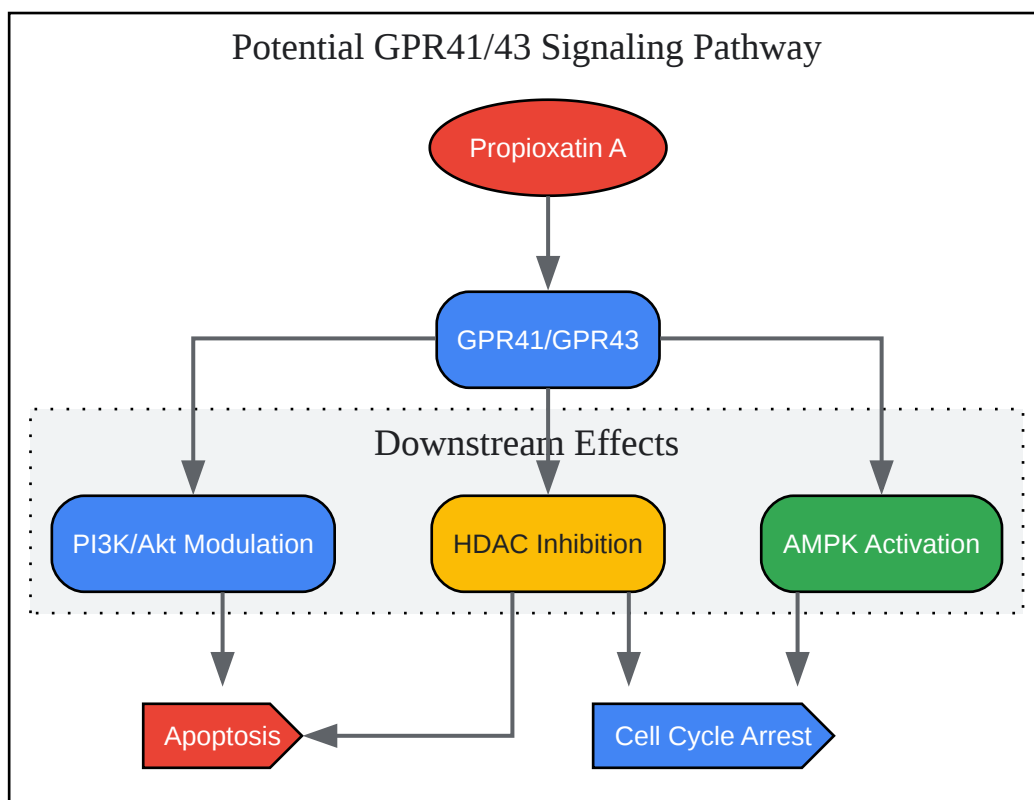 Potential GPR41/43 Signaling Pathway
Propioxatin A
GPR41/GPR43
Downstream Effects
PI3K/Akt Modulation
HDAC Inhibition
AMPK Activation
Apoptosis
Cell Cycle Arrest